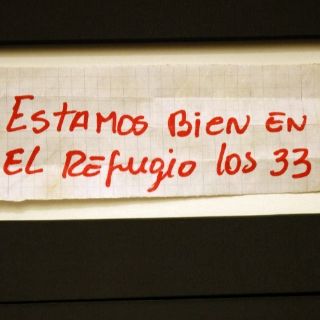 ESTAMOS BiEN EN
EL REfugio los 33